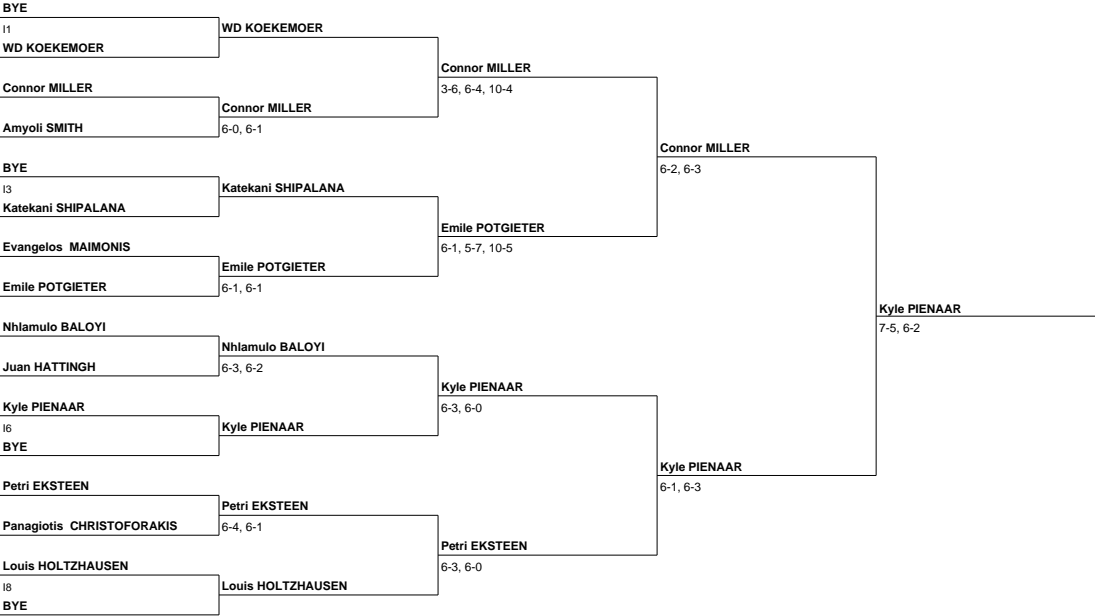 BYE
I1
WD KOEKEMOER
WD KOEKEMOER
Connor MILLER
3-6, 6-4, 10-4
Connor MILLER
Connor MILLER
6-0, 6-1
Amyoli SMITH
Connor MILLER
6-2, 6-3
BYE
I3
Katekani SHIPALANA
Katekani SHIPALANA
Emile POTGIETER
6-1, 5-7, 10-5
Evangelos MAIMONIS
Emile POTGIETER
6-1, 6-1
Emile POTGIETER
Kyle PIENAAR
7-5, 6-2
Nhlamulo BALOYI
Nhlamulo BALOYI
6-3, 6-2
Juan HATTINGH
Kyle PIENAAR
6-3, 6-0
Kyle PIENAAR
I6
Kyle PIENAAR
BYE
Kyle PIENAAR
6-1, 6-3
Petri EKSTEEN
Petri EKSTEEN
6-4, 6-1
Panagiotis CHRISTOFORAKIS
Petri EKSTEEN
6-3, 6-0
Louis HOLTZHAUSEN
I8
Louis HOLTZHAUSEN
BYE